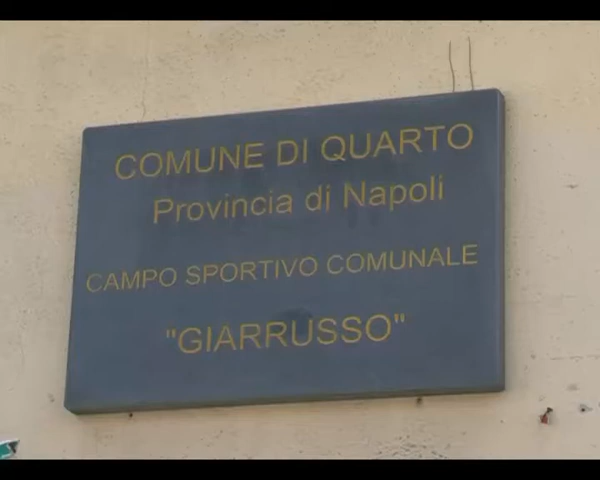 COMUNE DI QUARTO
Provincia di Napoli
CAMPO SPORTIVO COMUNALE
"GIARRUSSO"